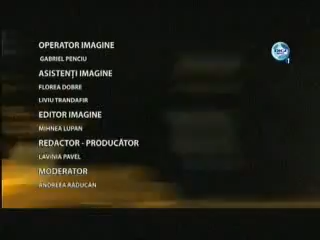 OPERATOR IMAGINE
GABRIEL PENCIU
ASISTENȚI IMAGINE
FLOREA DOBRE
LIVIU TRANDAFIR
EDITOR IMAGINE
MIHNEA LUPAN
REDACTOR - PRODUCĂTOR
LAVINIA PAVEL
MODERATOR
ANDREEA RĂDUCAN